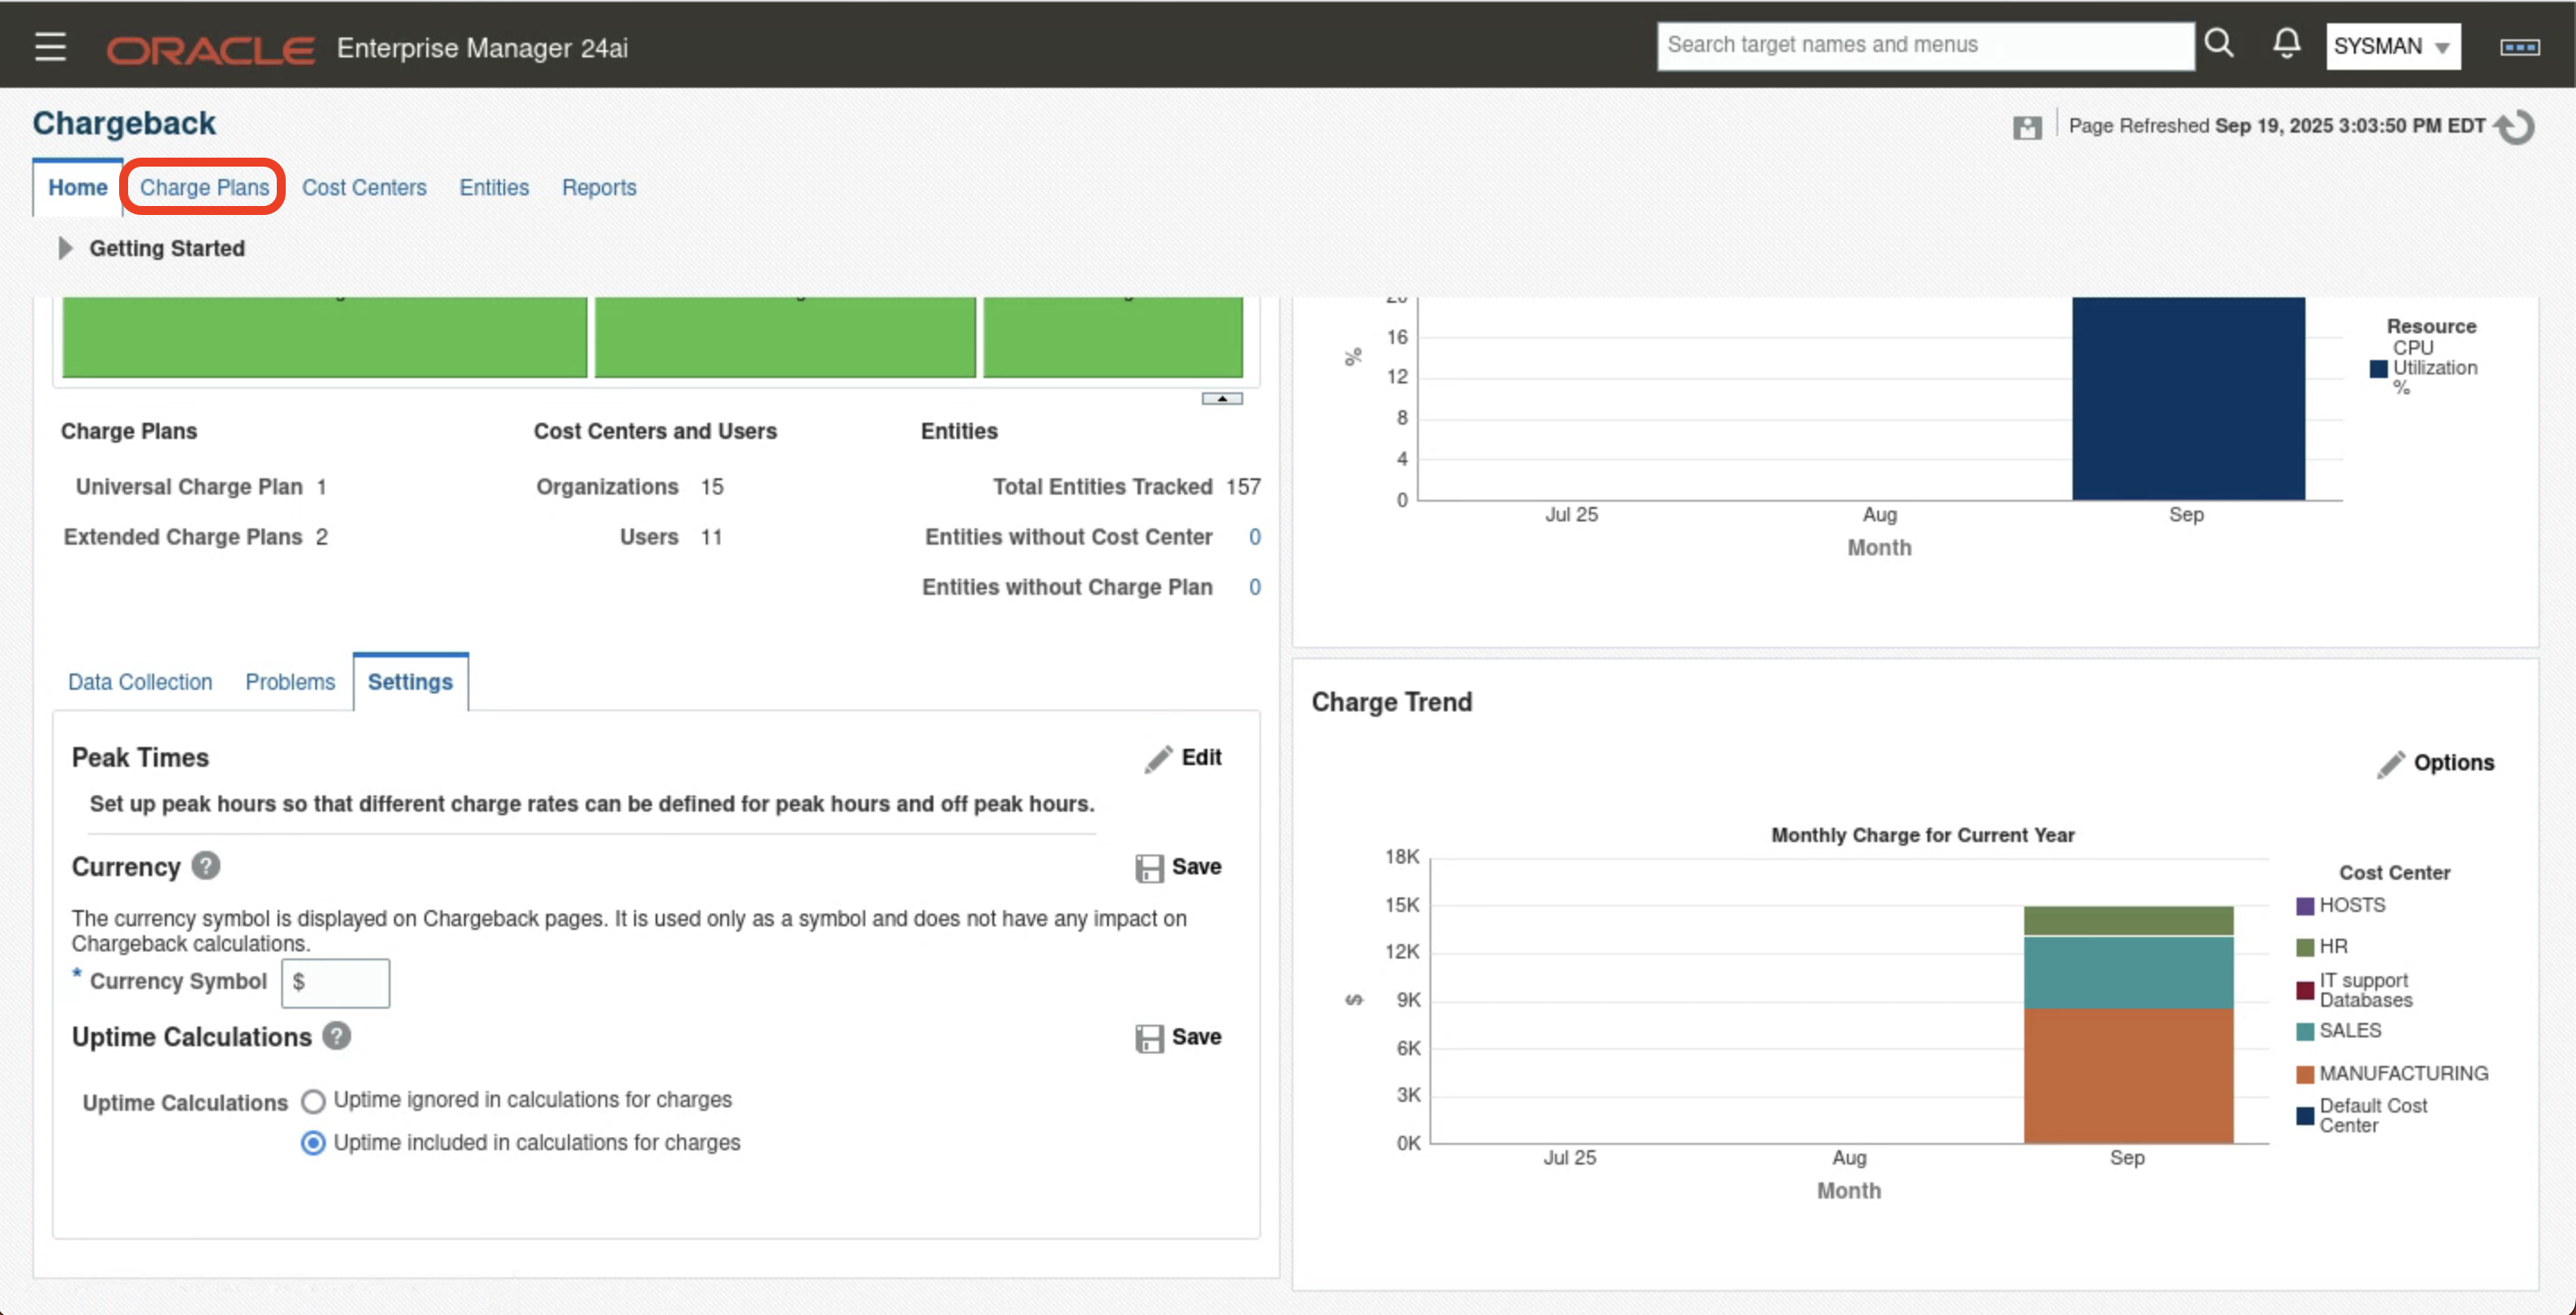 ORACLE Enterprise Manager 24ai
Search target names and menus
SYSMAN
Chargeback
Page Refreshed Sep 19, 2025 3:03:50 PM EDT
Home Charge Plans Cost Centers Entities Reports
Getting Started
Charge Plans
Universal Charge Plan 1
Extended Charge Plans 2
Cost Centers and Users
Organizations 15
Users 11
Entities
Total Entities Tracked 157
Entities without Cost Center 0
Entities without Charge Plan 0
Data Collection Problems Settings
Peak Times
Edit
Set up peak hours so that different charge rates can be defined for peak hours and off peak hours.
Currency ?
Save
The currency symbol is displayed on Chargeback pages. It is used only as a symbol and does not have any impact on
Chargeback calculations.
* Currency Symbol $
Uptime Calculations ?
Save
Uptime Calculations
Uptime ignored in calculations for charges
Uptime included in calculations for charges
%
16
12
8
4
0
Jul 25 Aug Sep
Month
Resource
CPU
Utilization
%
Charge Trend
Options
Monthly Charge for Current Year
$
18K
15K
12K
9K
6K
3K
0K
Jul 25 Aug Sep
Month
Cost Center
HOSTS
HR
IT support
Databases
SALES
MANUFACTURING
Default Cost
Center